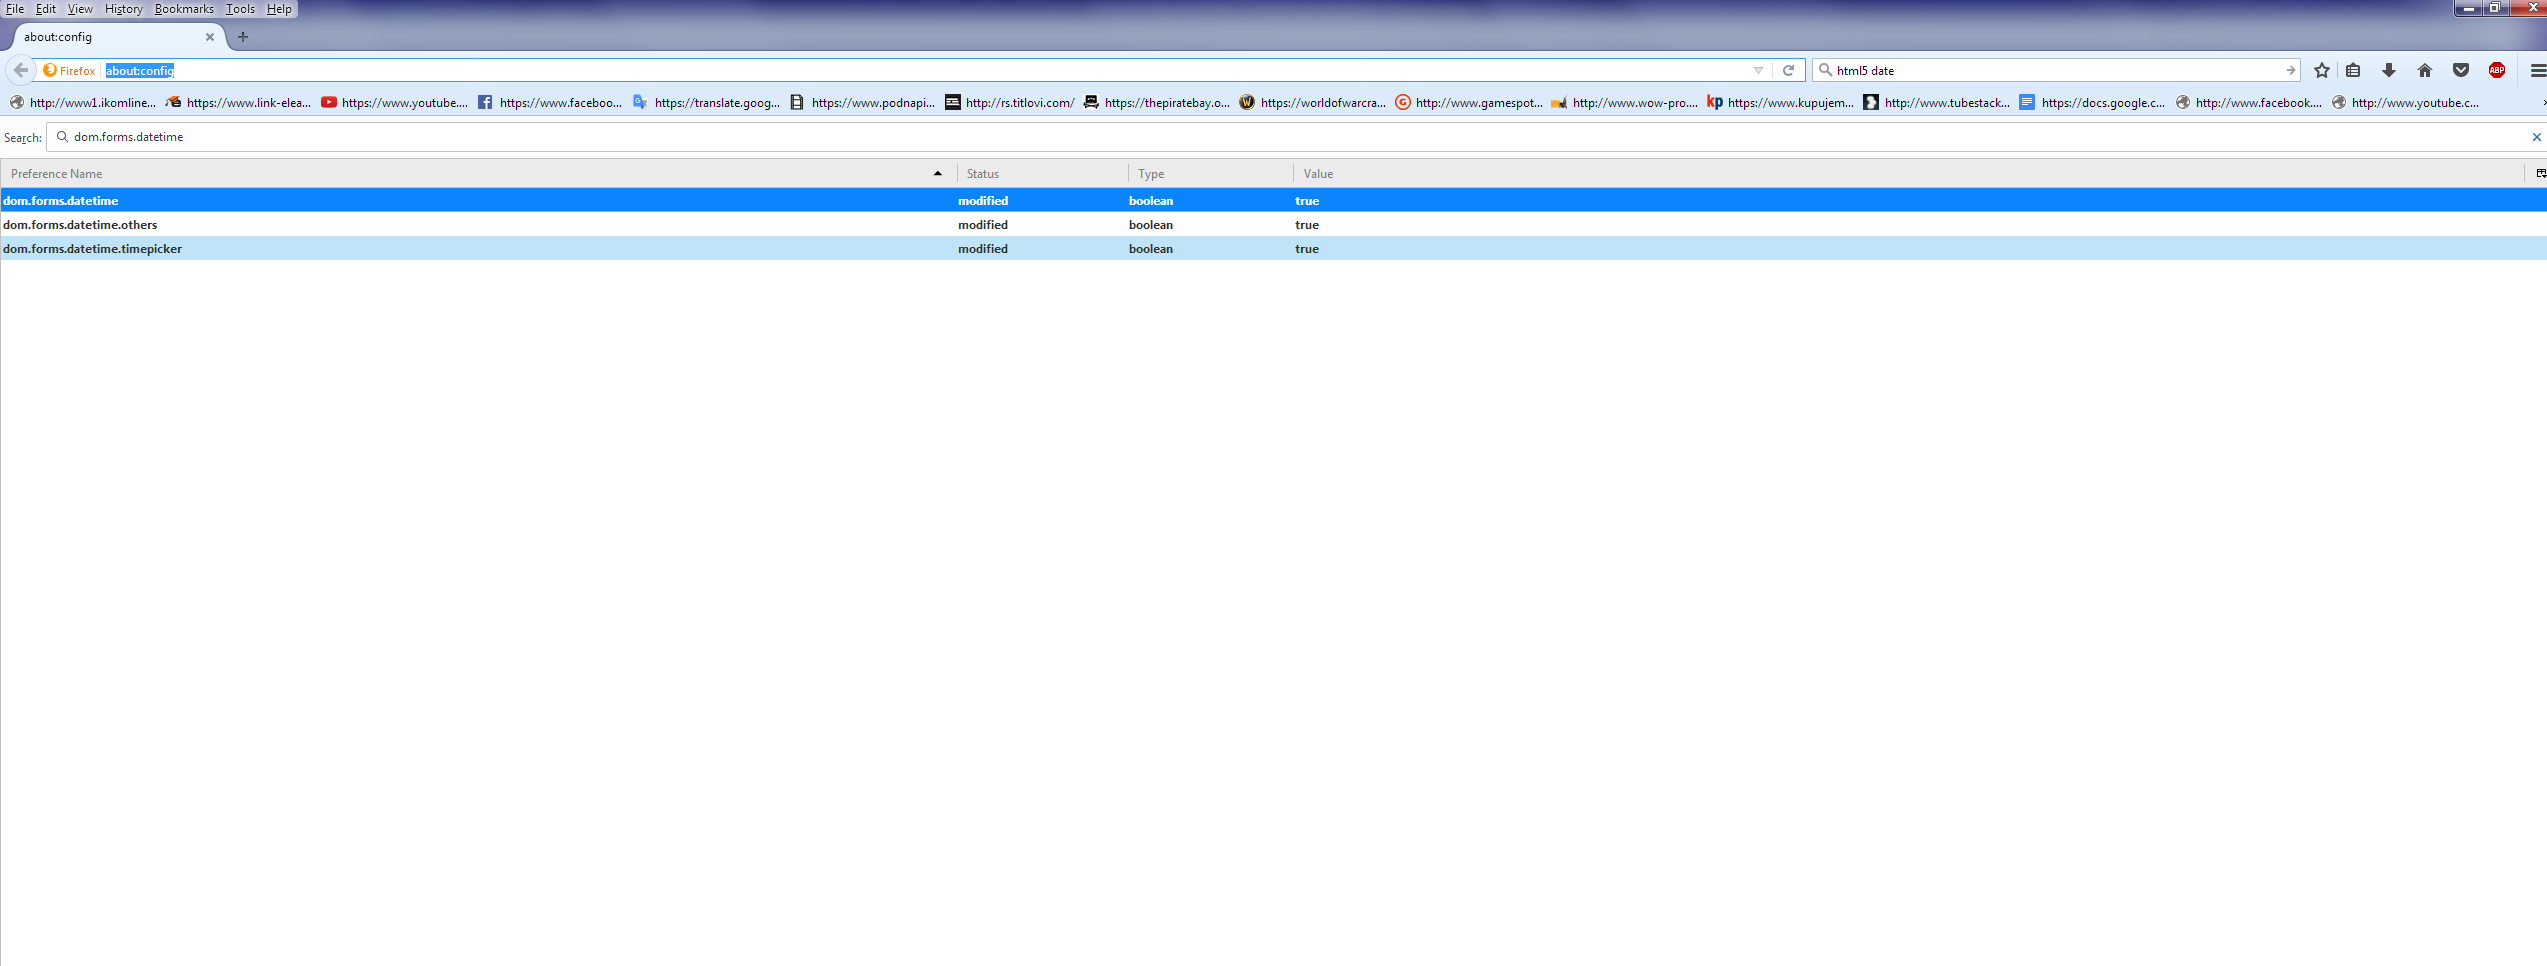 File Edit View History Bookmarks Tools Help
about:config
Firefox about:config html5 date ABP
http://www1.ikomline... https://www.link-elea... https://www.youtube.... https://www.faceboo... https://translate.goog... https://www.podnapi... http://rs.titlovi.com/ https://thepiratebay.o... https://worldofwarcra... http://www.gamespot.... http://www.wow-pro.... kp https://www.kupujem... http://www.tubestack... https://docs.google.c... http://www.facebook.... http://www.youtube.c...
Search: dom.forms.datetime
Preference Name Status Type Value
dom.forms.datetime modified boolean true
dom.forms.datetime.others modified boolean true
dom.forms.datetime.timepicker modified boolean true